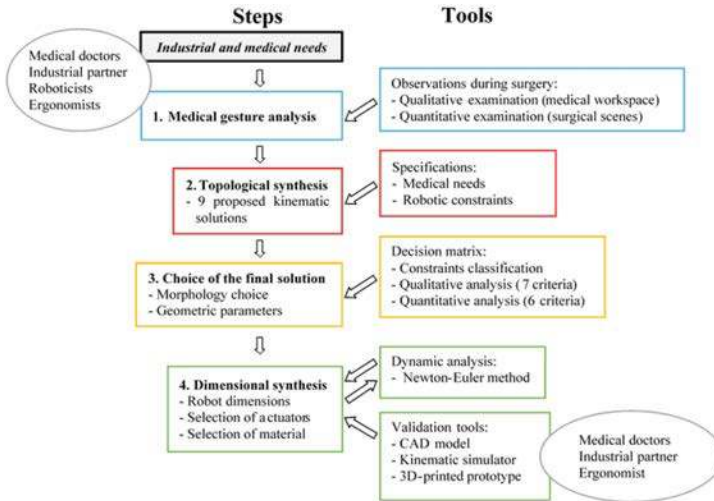 Steps
Tools
Industrial and medical needs
Medical doctors
Industrial partner
Roboticists
Ergonomists
1. Medical gesture analysis
Observations during surgery:
- Qualitative examination (medical workspace)
- Quantitative examination (surgical scenes)
2. Topological synthesis
- 9 proposed kinematic
solutions
Specifications:
- Medical needs
- Robotic constraints
3. Choice of the final solution
- Morphology choice
- Geometric parameters
Decision matrix:
- Constraints classification
- Qualitative analysis (7 criteria)
- Quantitative analysis (6 criteria)
4. Dimensional synthesis
- Robot dimensions
- Selection of actuators
- Selection of material
Dynamic analysis:
- Newton-Euler method
Validation tools:
- CAD model
- Kinematic simulator
- 3D-printed prototype
Medical doctors
Industrial partner
Ergonomist